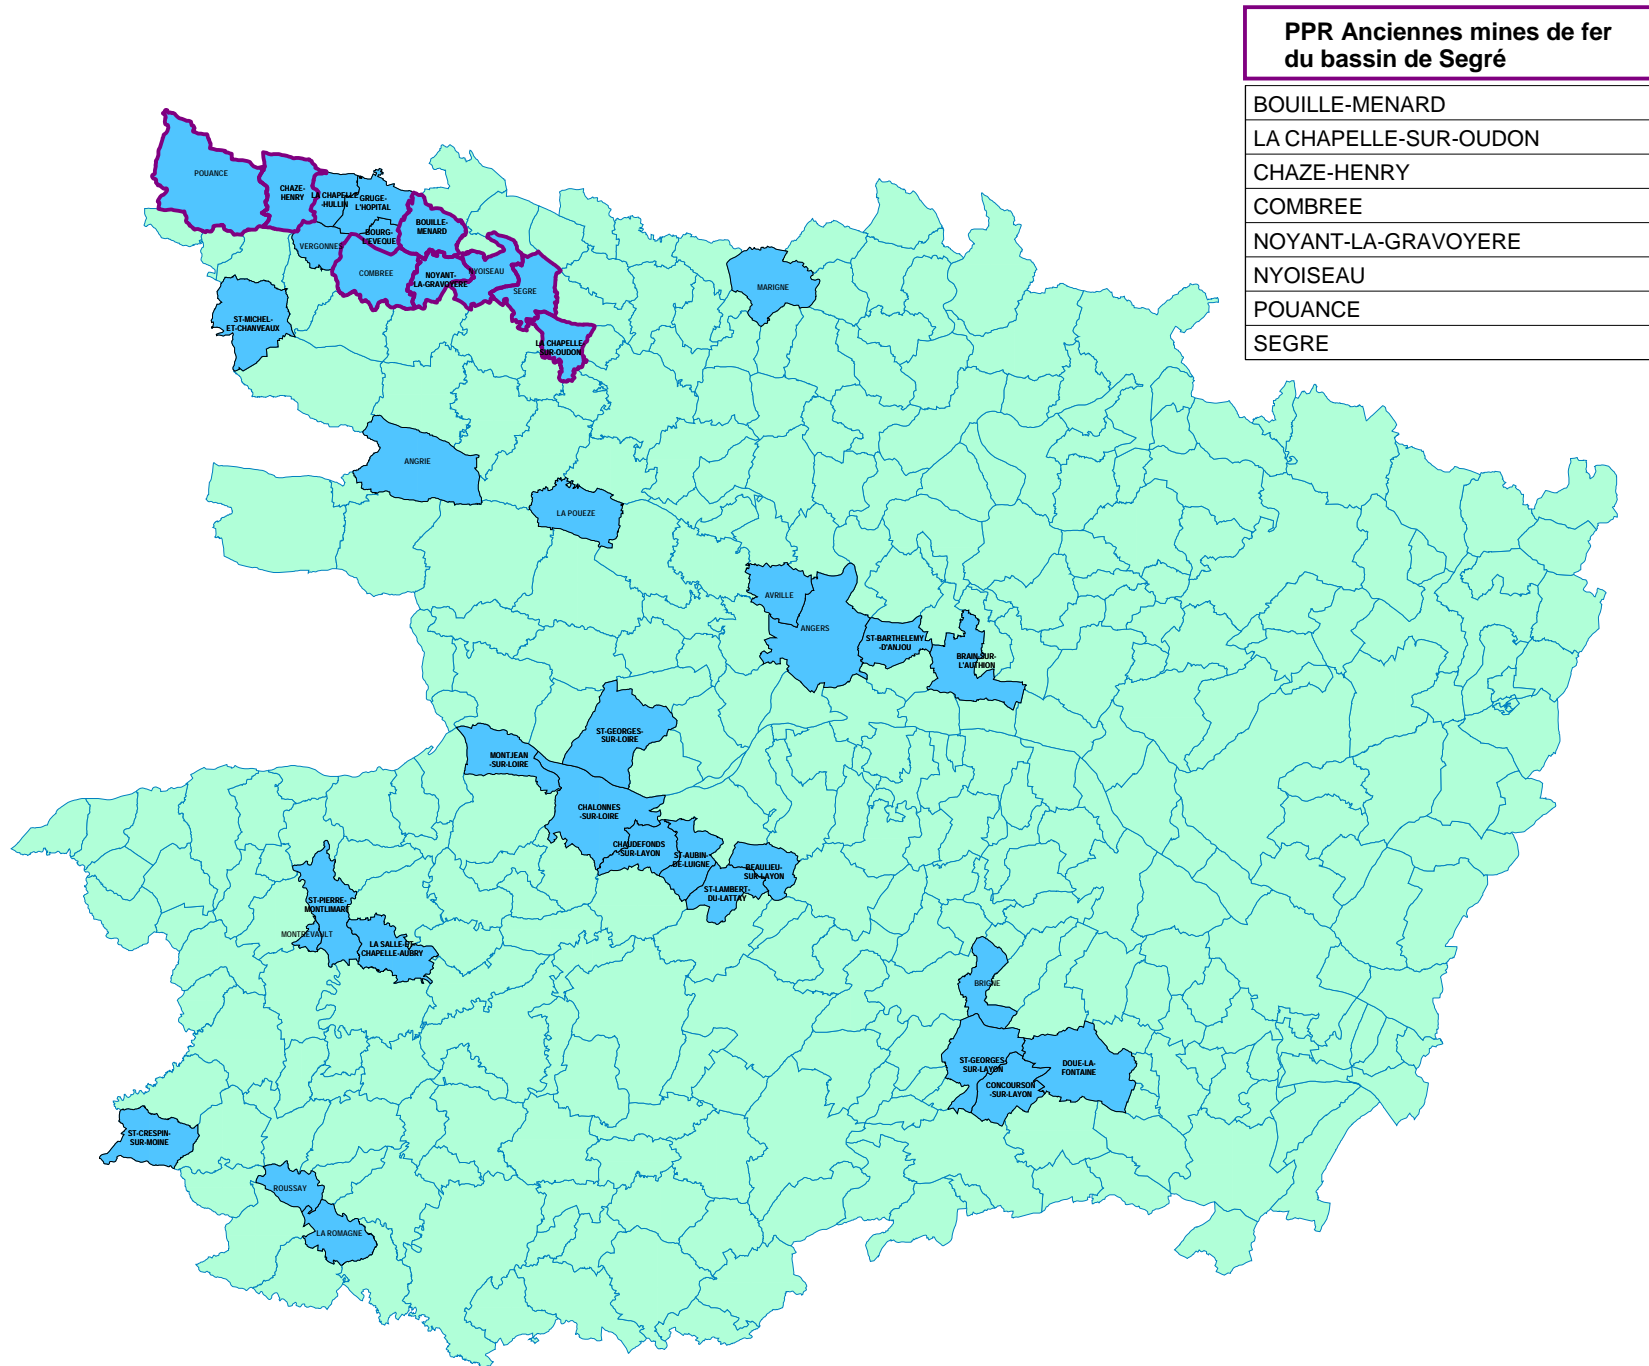 PPR Anciennes mines de fer
du bassin de Segré
BOUILLE-MENARD
LA CHAPELLE-SUR-OUDON
CHAZE-HENRY
COMBREE
NOYANT-LA-GRAVOYERE
NYOISEAU
POUANCE
SEGRE
POUANCE
CHAZE-
HENRY
LA CHAPELLE
-HULLIN
GRUGE-
L'HOPITAL
BOURG-
L'EVEQUE
BOUILLE-
MENARD
VERGONNES
COMBREE
NOYANT-
LA-GRAVOYERE
NYOISEAU
SEGRE
MARIGNE
ST-MICHEL-
ET-CHANVEAUX
LA CHAPELLE-
SUR-OUDON
ANGRIE
LA POUEZE
AVRILLE
ANGERS
ST-BARTHELEMY
-D'ANJOU
BRAIN-SUR-
L'AUTHION
ST-GEORGES-
SUR-LOIRE
MONTJEAN
-SUR-LOIRE
CHALONNES
-SUR-LOIRE
CHAUDEFONDS
-SUR-LAYON
ST-AUBIN-
DE-LUIGNE
BEAULIEU-
SUR-LAYON
ST-LAMBERT-
DU-LATTAY
ST-PIERRE-
MONTLIMART
MONTREVAULT
LA SALLE-ET-
CHAPELLE-AUBRY
BRIGNE
ST-GEORGES-
SUR-LAYON
DOUE-LA-
FONTAINE
CONCOURSON
-SUR-LAYON
ST-CRESPIN-
SUR-MOINE
ROUSSAY
LA ROMAGNE